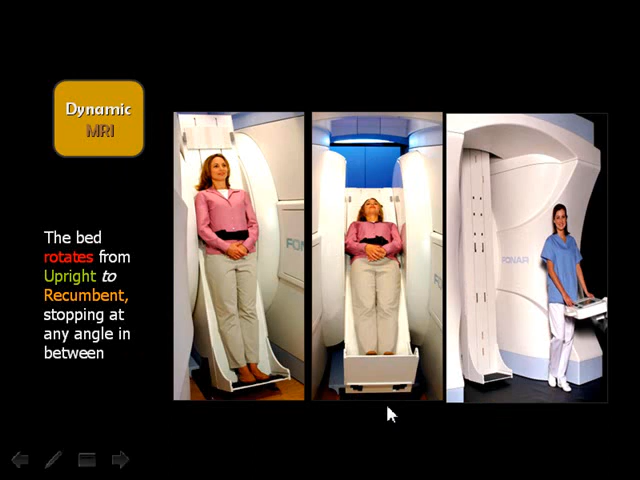 Dynamic
MRI
The bed
rotates from
Upright to
Recumbent,
stopping at
any angle in
between
FONAR